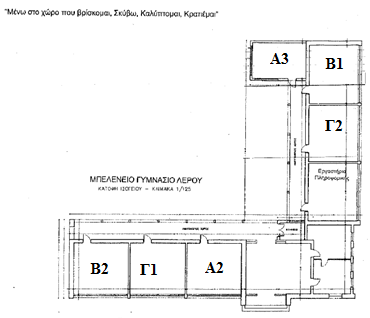 "Μένω στο χώρο που βρίσκομαι, Σκύβω, Καλύπτομαι, Κρατιέμαι"
Α3
Β1
Γ2
Εργαστήριο
Πληροφορικής
ΜΠΕΛΕΝΕΙΟ ΓΥΜΝΑΣΙΟ ΛΕΡΟΥ
ΚΑΤΟΨΗ ΙΣΟΓΕΙΟΥ – ΚΛΙΜΑΚΑ 1/125
Β2
Γ1
Α2